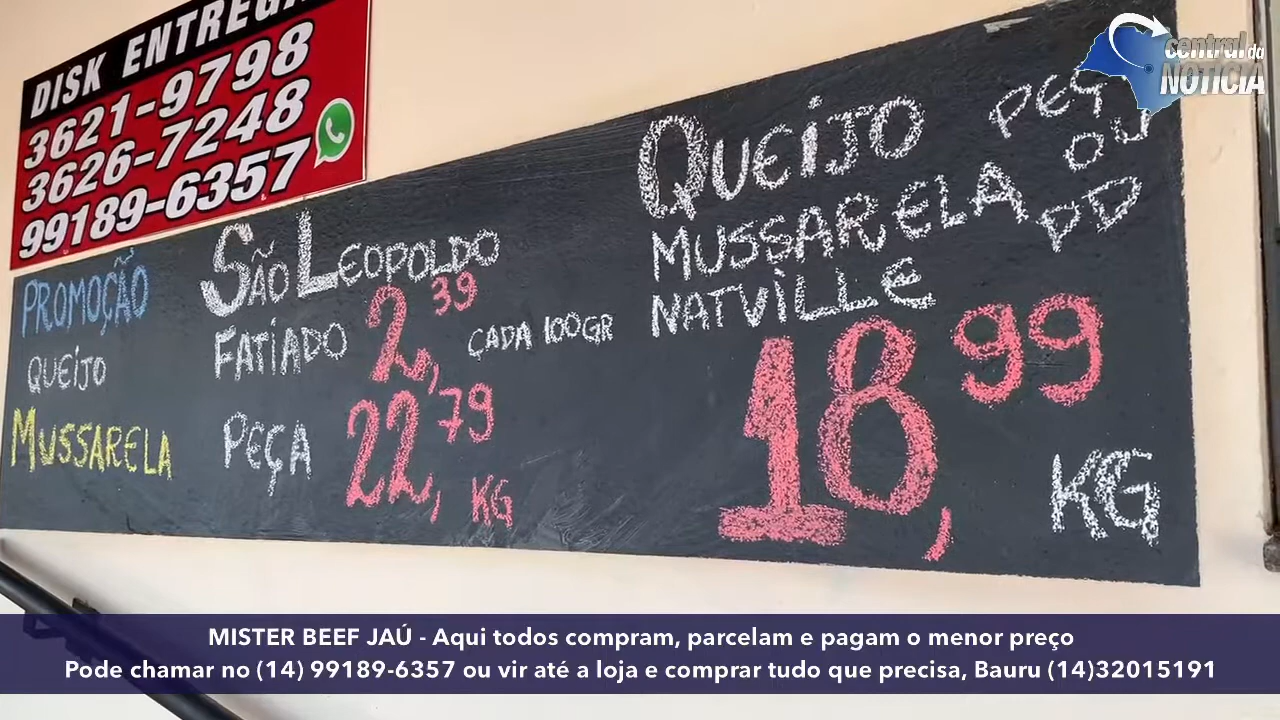 DISK ENTREGA
3621-9798
3626-7248
99189-6357
central da
NOTÍCIA
PROMOÇÃO
QUEIJO
MUSSARELA
SÃO LEOPOLDO
FATIADO 2,39 CADA 100GR
PEÇA 22,79 KG
QUEIJO
MUSSARELA
NATVILLE
PEÇA
OU
PD
18,99
KG
MISTER BEEF JAÚ - Aqui todos compram, parcelam e pagam o menor preço
Pode chamar no (14) 99189-6357 ou vir até a loja e comprar tudo que precisa, Bauru (14)32015191